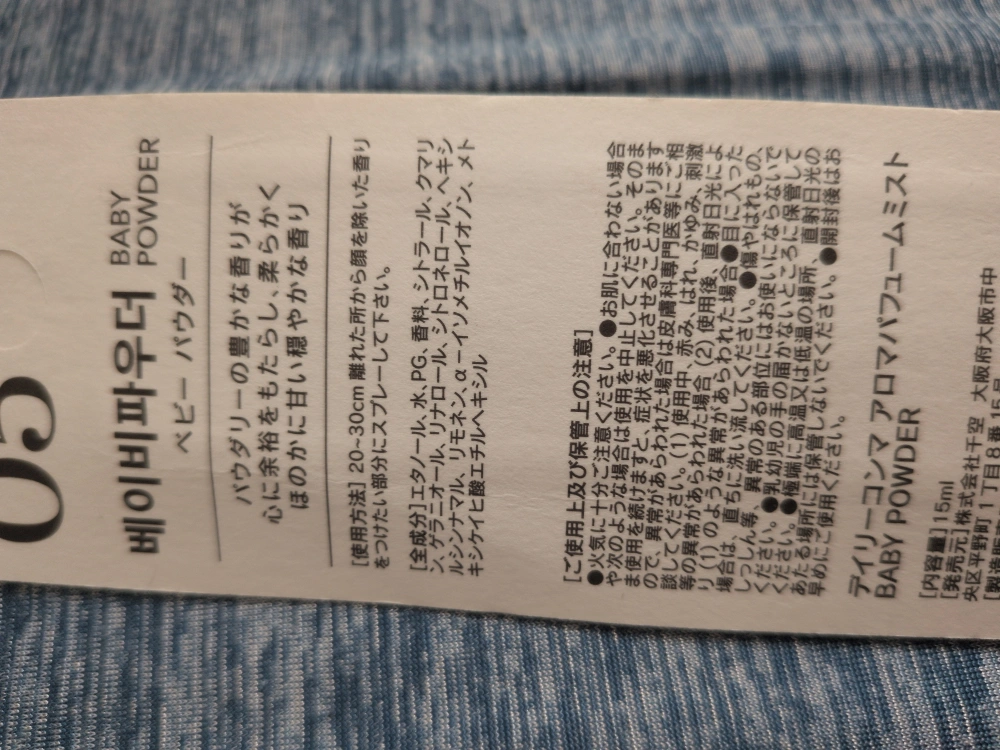 05
베이비파우더 BABY POWDER
ベビー パウダー
パウダリーの豊かな香りが
心に余裕をもたらし、柔らかく
ほのかに甘い穏やかな香り
[使用方法] 20~30cm 離れた所から顔を除いた香り
をつけたい部分にスプレーして下さい。
[全成分] エタノール、水、PG、香料、シトラール、クマリ
ン、ゲラニオール、リナロール、シトロネロール、ヘキシ
ルシンナマル、リモネン、α-イソメチルイオノン、メト
キシケイヒ酸エチルヘキシル
[ご使用上及び保管上の注意]
●火気に十分ご注意ください。●お肌に合わない場合
や次のような場合は使用を中止してください。そのま
ま使用を続けますと、症状を悪化させることがあります
ので、異常があらわれた場合は皮膚科専門医等にご相
談してください。(1) 使用中、赤み、はれ、かゆみ、刺激
等の異常があらわれた場合 (2) 使用後、直射日光によ
り (1) のような異常があらわれた場合●目に入った
場合は、直ちに洗い流してください。●傷やはれもの、
しっしん等、異常のある部位にはお使いにならないで
ください。●乳幼児の手の届かないところに保管して
ください。●極端に高温又は低温の場所、直射日光の
あたる場所には保管しないでください。●開封後はお
早めにご使用ください。
デイリーコンマ アロマパフュームミスト
BABY POWDER
[内容量] 15ml
[発売元] 株式会社千空 大阪府大阪市中
央区平野町 1丁目8番15号